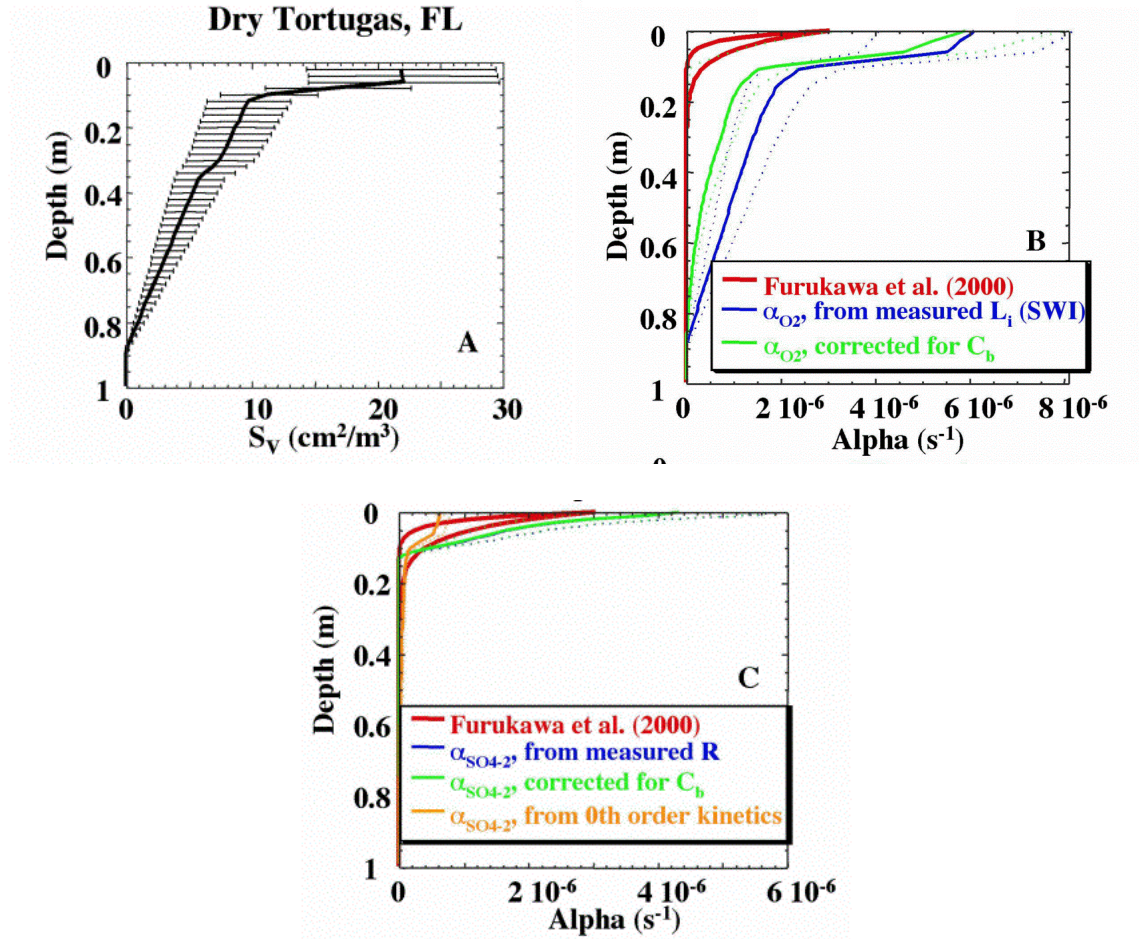 Dry Tortugas, FL
0
0.2
0.4
0.6
0.8
1
Depth (m)
A
0 10 20 30
S_V (cm²/m³)
0
0.2
0.4
0.6
0.8
1
Depth (m)
B
Furukawa et al. (2000)
α_O2, from measured L_i (SWI)
α_O2, corrected for C_b
0 2 10⁻⁶ 4 10⁻⁶ 6 10⁻⁶ 8 10⁻⁶
Alpha (s⁻¹)
0
0
0.2
0.4
0.6
0.8
1
Depth (m)
C
Furukawa et al. (2000)
α_SO4-2, from measured R
α_SO4-2, corrected for C_b
α_SO4-2, from 0th order kinetics
0 2 10⁻⁶ 4 10⁻⁶ 6 10⁻⁶
Alpha (s⁻¹)